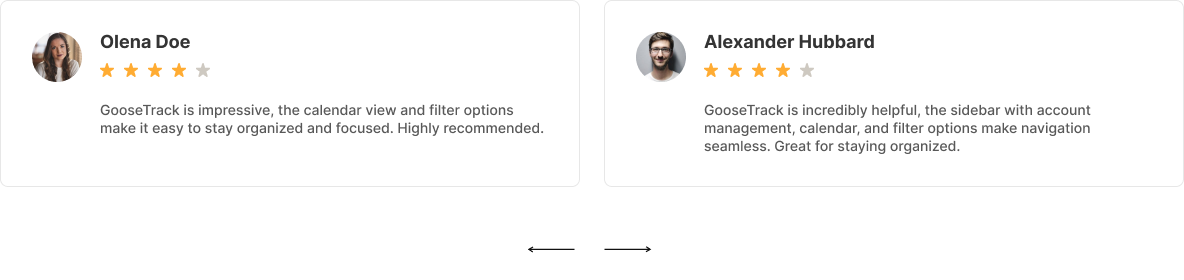 Olena Doe
GooseTrack is impressive, the calendar view and filter options
make it easy to stay organized and focused. Highly recommended.
Alexander Hubbard
GooseTrack is incredibly helpful, the sidebar with account
management, calendar, and filter options make navigation
seamless. Great for staying organized.